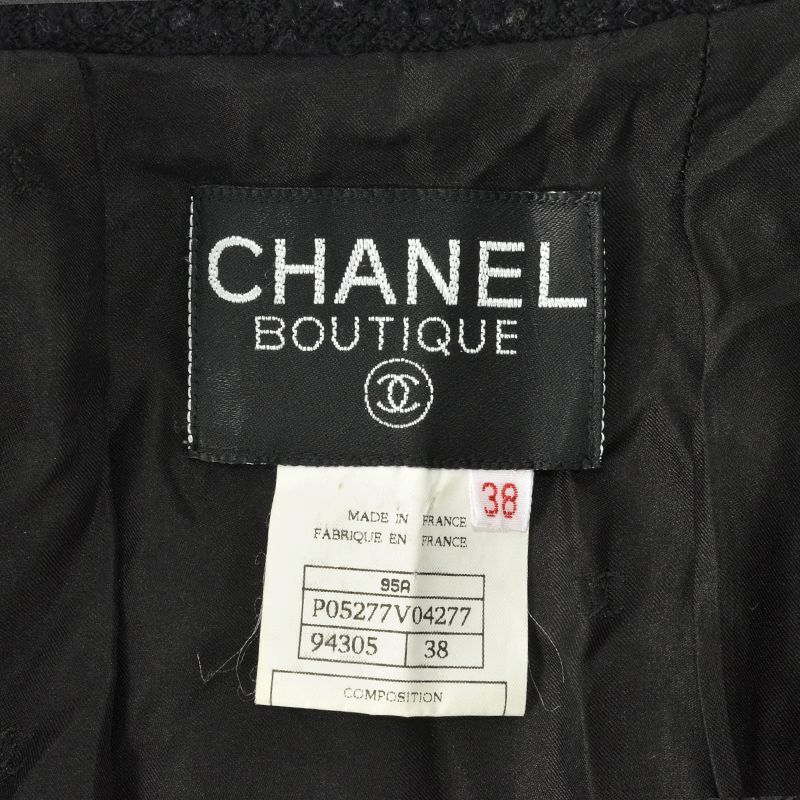 CHANEL
BOUTIQUE
38
MADE IN FRANCE
FABRIQUE EN FRANCE
95A
P05277V04277
94305 38
COMPOSITION